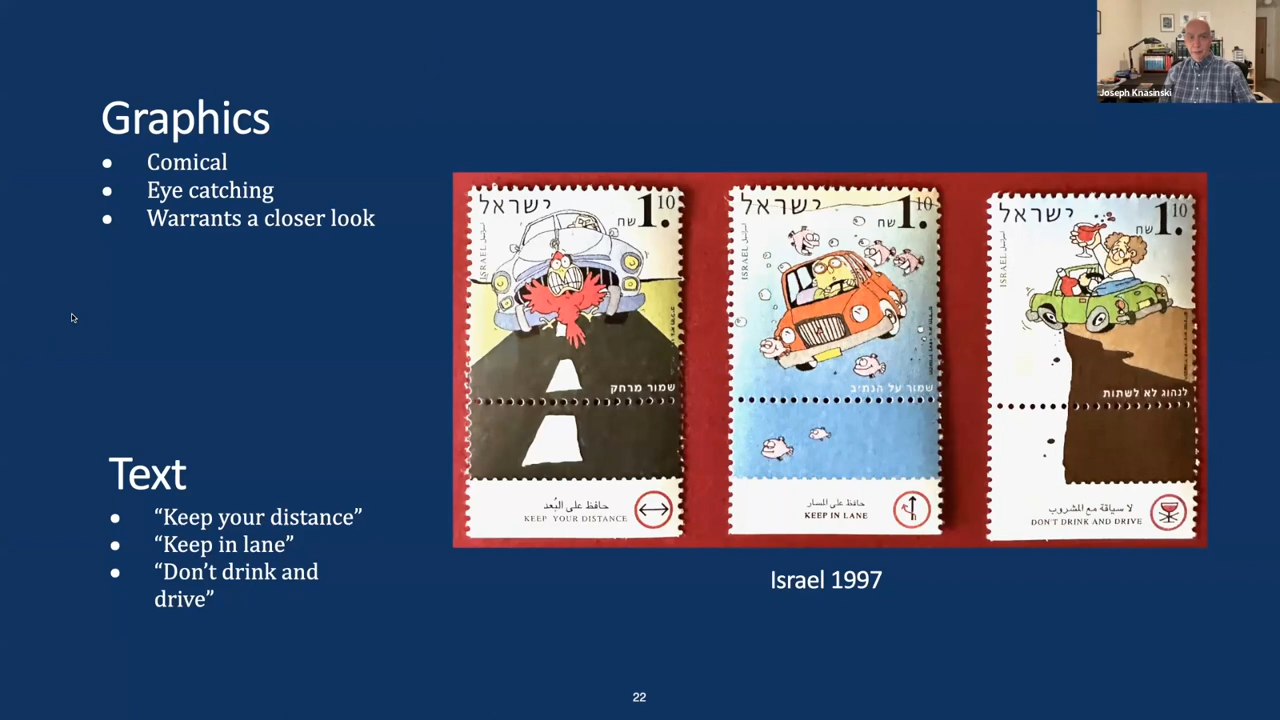 Joseph Knasinski
Graphics
● Comical
● Eye catching
● Warrants a closer look
ישראל
1.10
שח
ISRAEL
שמור מרחק
حافظ على البُعد
KEEP YOUR DISTANCE
ישראל
1.10
שח
ISRAEL
שמור על הנתיב
حافظ على المسار
KEEP IN LANE
ישראל
1.10
שח
ISRAEL
לנהוג לא לשתות
لا سياقة مع المشروب
DON'T DRINK AND DRIVE
Israel 1997
Text
● “Keep your distance”
● “Keep in lane”
● “Don’t drink and
drive”
22